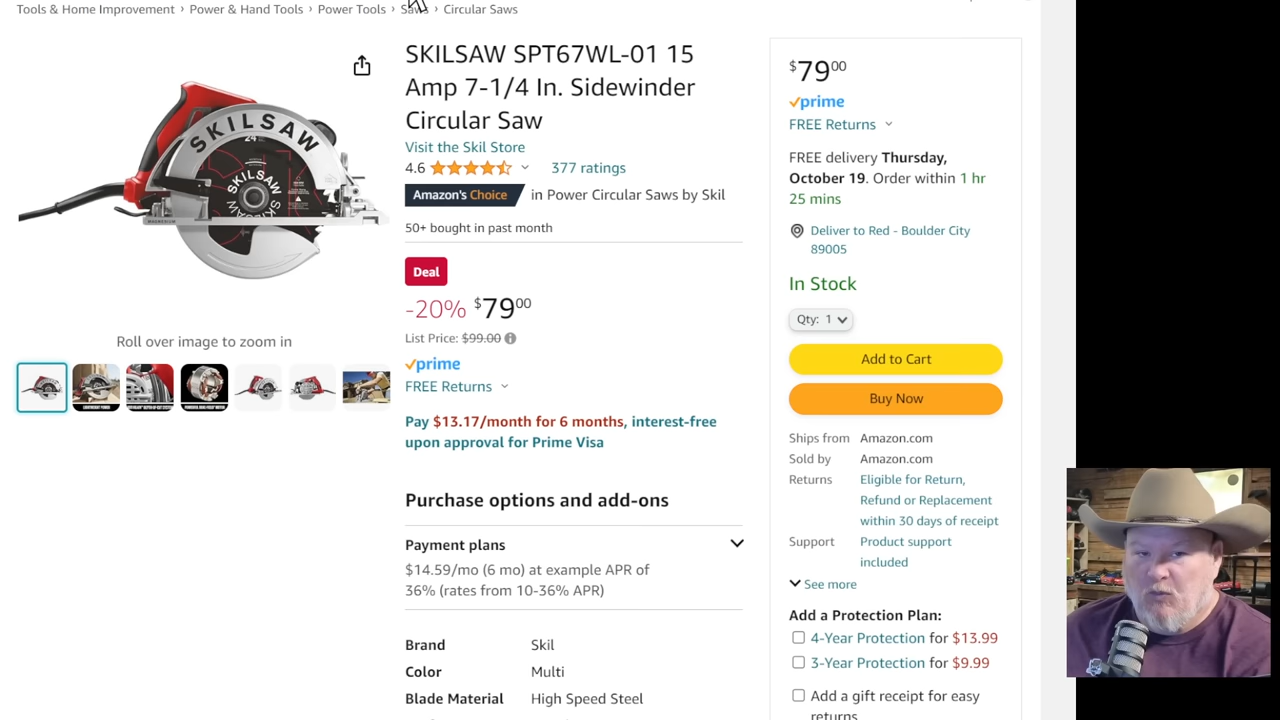 Tools & Home Improvement › Power & Hand Tools › Power Tools › Saws › Circular Saws
SKILSAW
SKILSAW
SKILSAW SPT67WL-01 15
Amp 7-1/4 In. Sidewinder
Circular Saw
Visit the Skil Store
4.6 377 ratings
Amazon's Choice in Power Circular Saws by Skil
50+ bought in past month
Deal
-20% $7900
List Price: $99.00
prime
FREE Returns
Pay $13.17/month for 6 months, interest-free
upon approval for Prime Visa
Roll over image to zoom in
Purchase options and add-ons
Payment plans
$14.59/mo (6 mo) at example APR of
36% (rates from 10-36% APR)
Brand Skil
Color Multi
Blade Material High Speed Steel
$7900
prime
FREE Returns
FREE delivery Thursday,
October 19. Order within 1 hr
25 mins
Deliver to Red - Boulder City
89005
In Stock
Qty: 1
Add to Cart
Buy Now
Ships from Amazon.com
Sold by Amazon.com
Returns Eligible for Return,
Refund or Replacement
within 30 days of receipt
Support Product support
included
See more
Add a Protection Plan:
4-Year Protection for $13.99
3-Year Protection for $9.99
Add a gift receipt for easy
returns